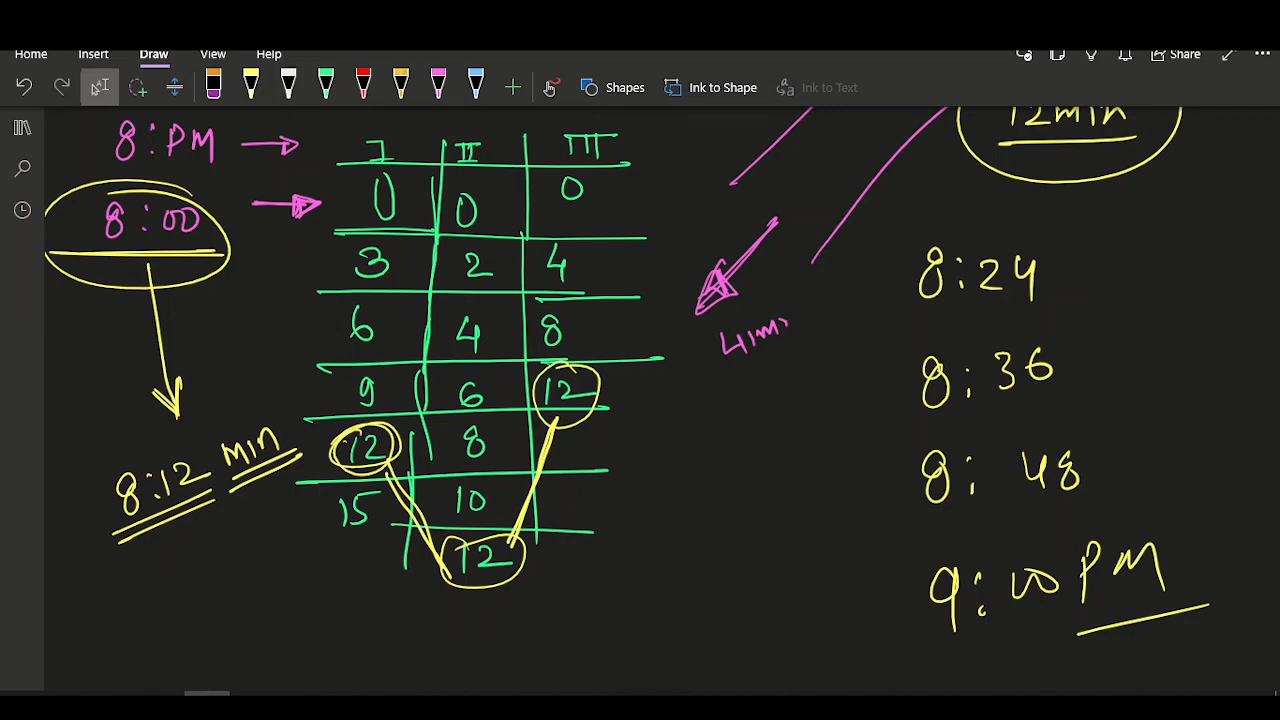 Home Insert Draw View Help Share
Shapes Ink to Shape Ink to Text
12min
8:PM
I II III
8:00
0 0 0
3 2 4
6 4 8
4 min
9 6 12
12 8
8:12 min
15 10
12
8:24
8:36
8:48
9:00 PM